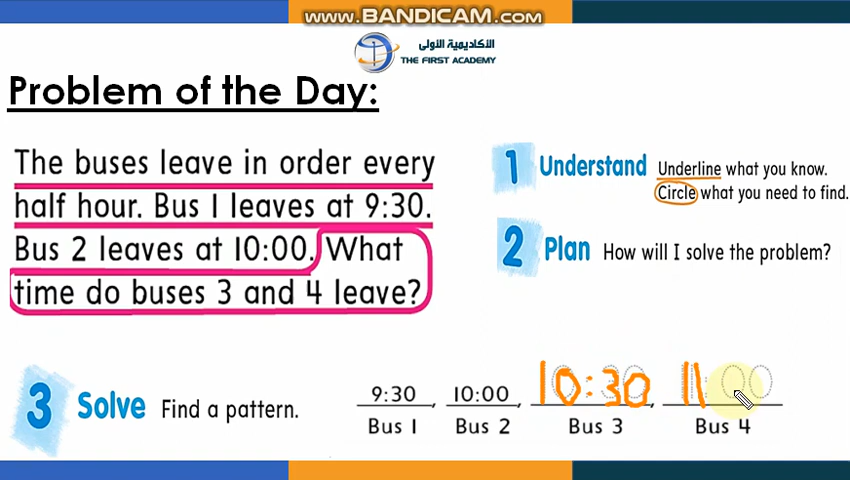 www.BANDICAM.com
الأكاديمية الأولى
THE FIRST ACADEMY
Problem of the Day:
The buses leave in order every
half hour. Bus 1 leaves at 9:30.
Bus 2 leaves at 10:00. What
time do buses 3 and 4 leave?
1 Understand Underline what you know.
Circle what you need to find.
2 Plan How will I solve the problem?
3 Solve Find a pattern.
9:30, 10:00, 10:30, 11:00
Bus 1 Bus 2 Bus 3 Bus 4